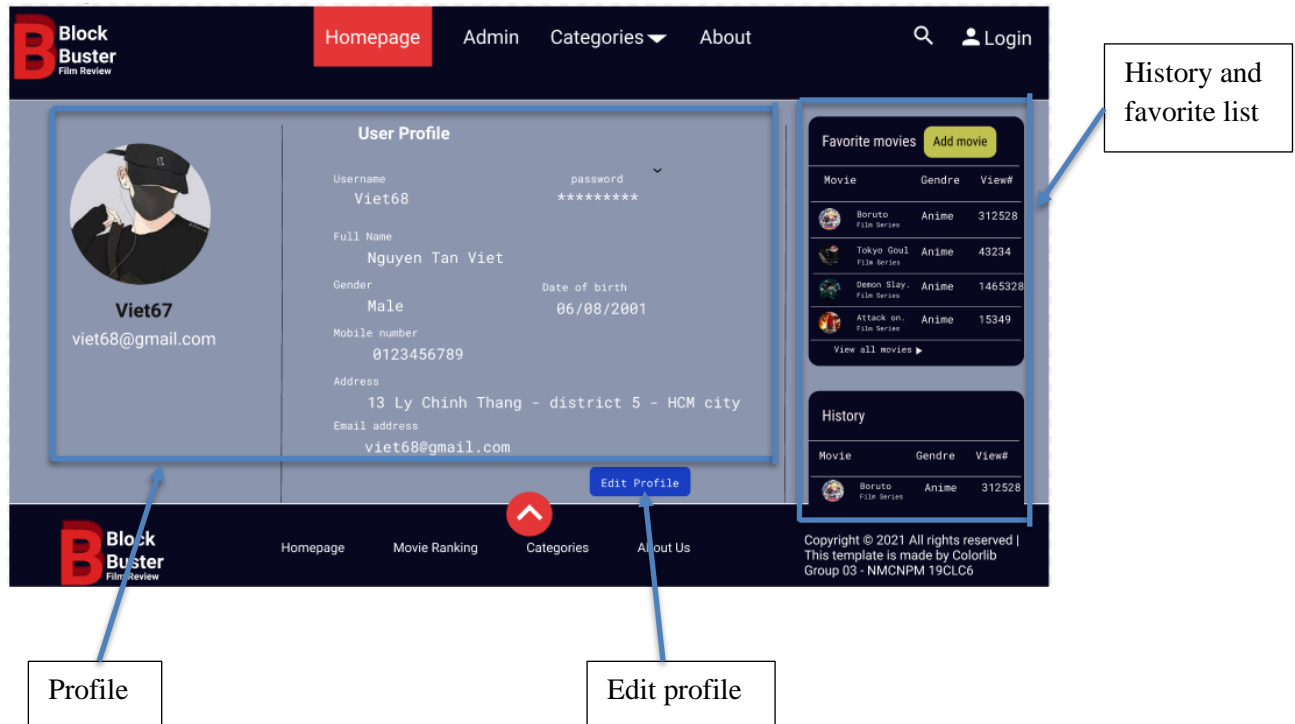 Block
Buster
Film Review
Homepage Admin Categories About Login
History and
favorite list
User Profile
Username password
Viet68 *********
Full Name
Nguyen Tan Viet
Gender Date of birth
Male 06/08/2001
Mobile number
0123456789
Address
13 Ly Chinh Thang - district 5 - HCM city
Email address
viet68@gmail.com
Viet67
viet68@gmail.com
Edit Profile
Favorite movies Add movie
Movie Gendre View#
Boruto Anime 312528
Film Series
Tokyo Goul Anime 43234
Film Series
Demon Slay. Anime 1465328
Film Series
Attack on. Anime 15349
Film Series
View all movies
History
Movie Gendre View#
Boruto Anime 312528
Film Series
Block
Buster
Film Review
Homepage Movie Ranking Categories About Us
Copyright © 2021 All rights reserved |
This template is made by Colorlib
Group 03 - NMCNPM 19CLC6
Profile
Edit profile